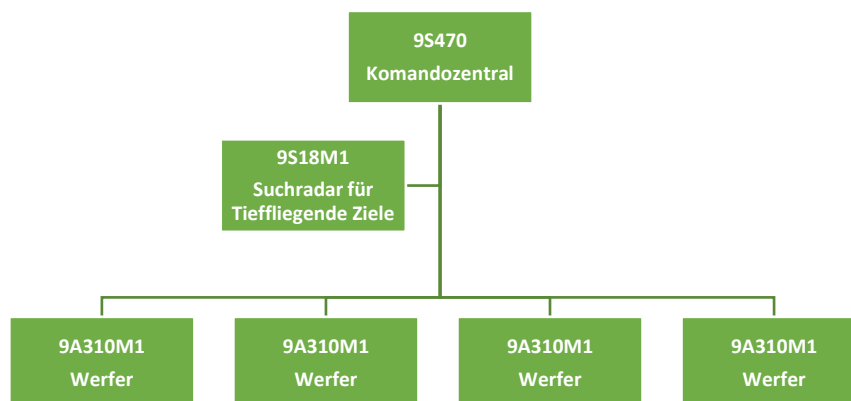 9S470
Komandozentral
9S18M1
Suchradar für
Tieffliegende Ziele
9A310M1
Werfer
9A310M1
Werfer
9A310M1
Werfer
9A310M1
Werfer